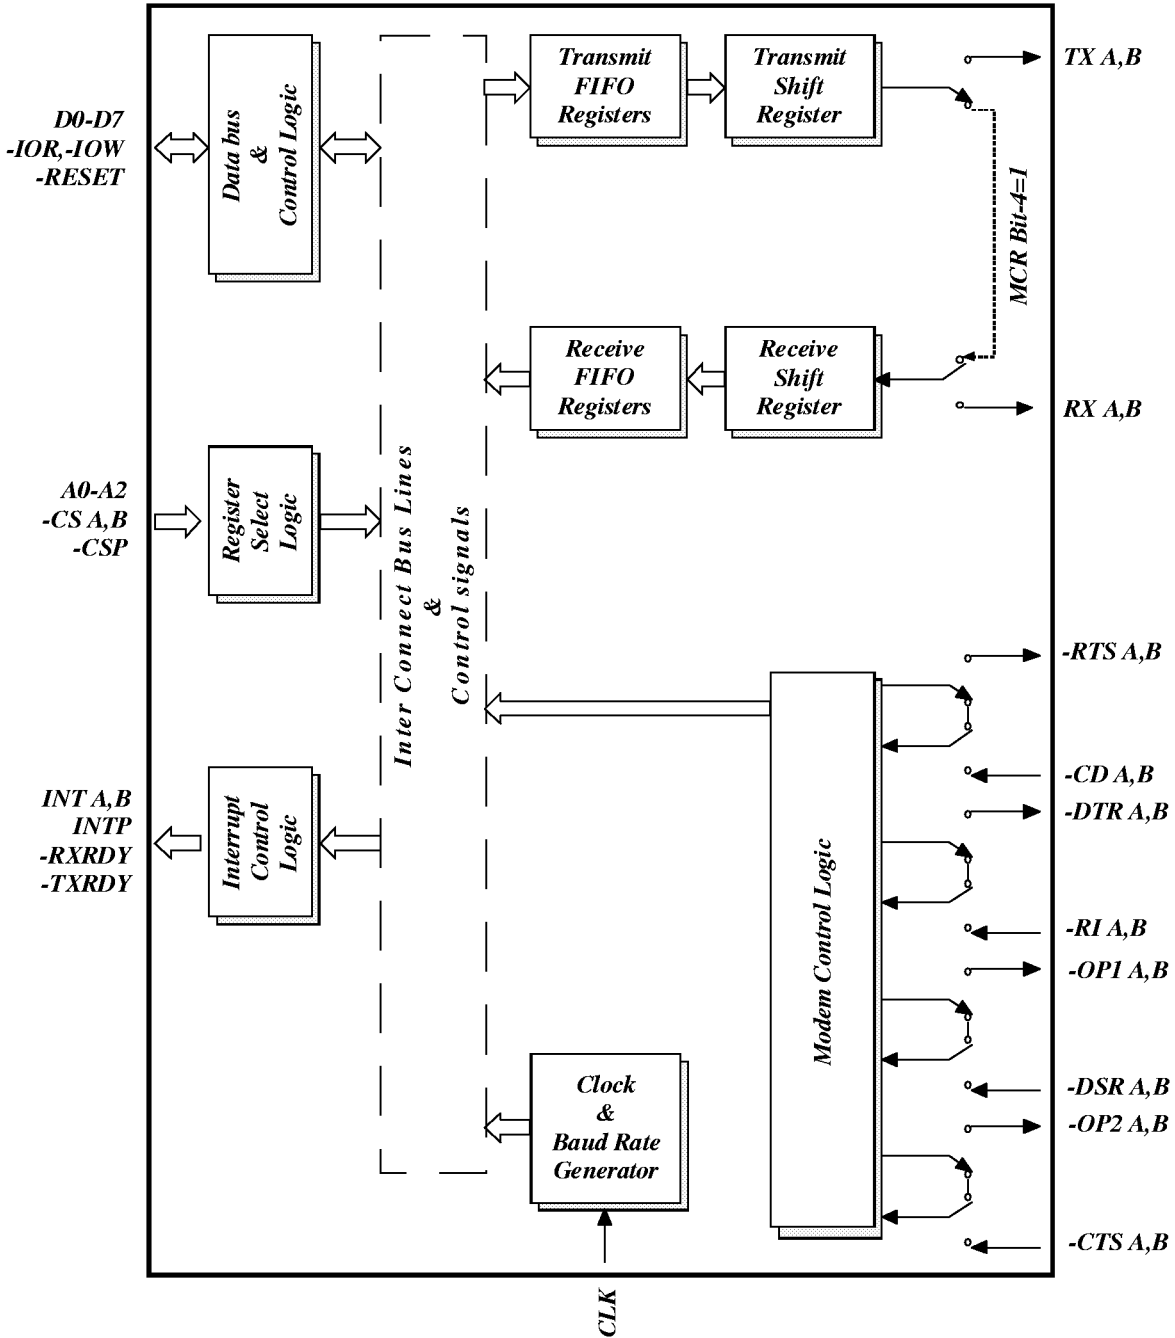 D0-D7
-IOR,-IOW
-RESET
Data bus
&
Control Logic
A0-A2
-CS A,B
-CSP
Register
Select
Logic
INT A,B
INTP
-RXRDY
-TXRDY
Interrupt
Control
Logic
Inter Connect Bus Lines
&
Control signals
Transmit
FIFO
Registers
Transmit
Shift
Register
TX A,B
MCR Bit-4=1
Receive
FIFO
Registers
Receive
Shift
Register
RX A,B
Modem Control Logic
-RTS A,B
-CD A,B
-DTR A,B
-RI A,B
-OP1 A,B
-DSR A,B
-OP2 A,B
-CTS A,B
Clock
&
Baud Rate
Generator
CLK